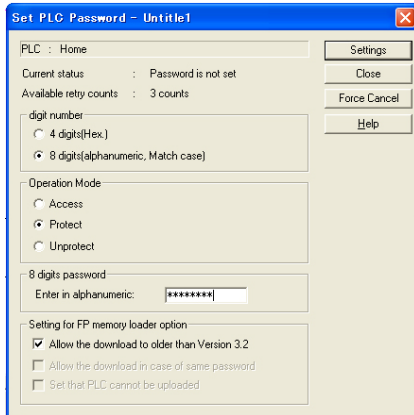 Set PLC Password - Untitle1
PLC : Home
Settings
Current status : Password is not set
Close
Available retry counts : 3 counts
Force Cancel
digit number
Help
4 digits(Hex.)
8 digits(alphanumeric, Match case)
Operation Mode
Access
Protect
Unprotect
8 digits password
Enter in alphanumeric: ********
Setting for FP memory loader option
Allow the download to older than Version 3.2
Allow the download in case of same password
Set that PLC cannot be uploaded